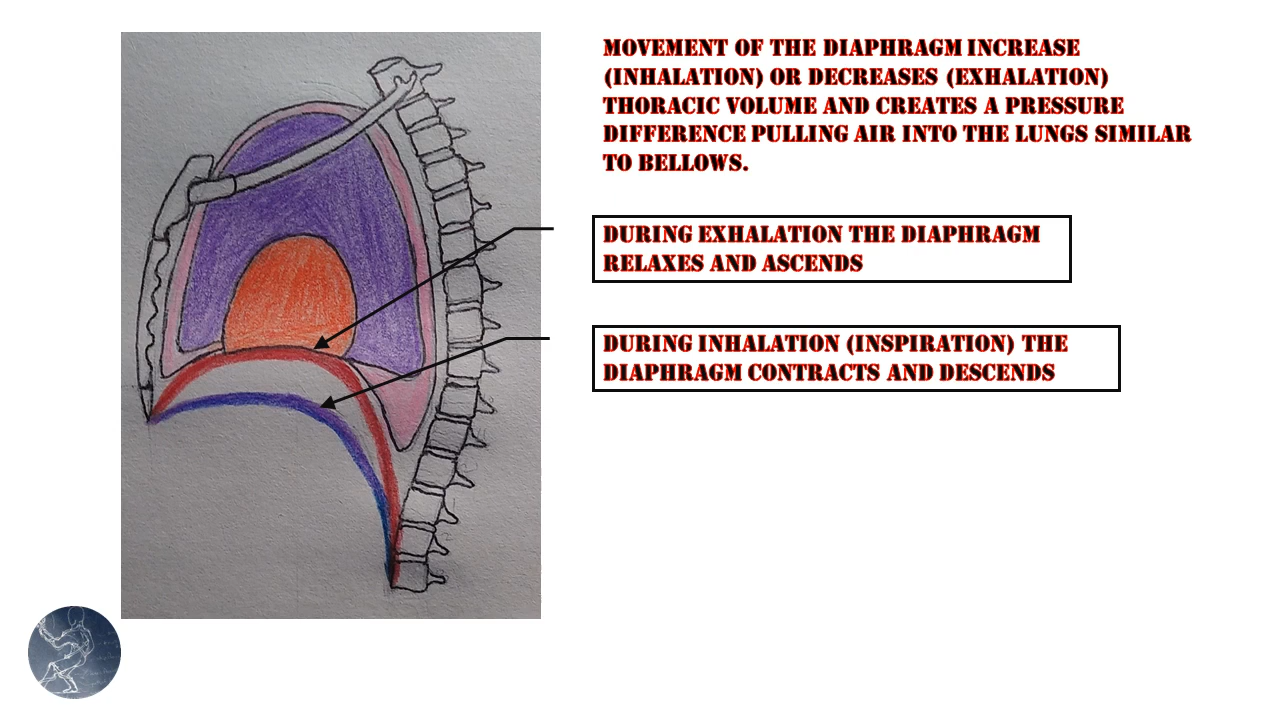 MOVEMENT OF THE DIAPHRAGM INCREASE
(INHALATION) OR DECREASES (EXHALATION)
THORACIC VOLUME AND CREATES A PRESSURE
DIFFERENCE PULLING AIR INTO THE LUNGS SIMILAR
TO BELLOWS.
DURING EXHALATION THE DIAPHRAGM
RELAXES AND ASCENDS
DURING INHALATION (INSPIRATION) THE
DIAPHRAGM CONTRACTS AND DESCENDS